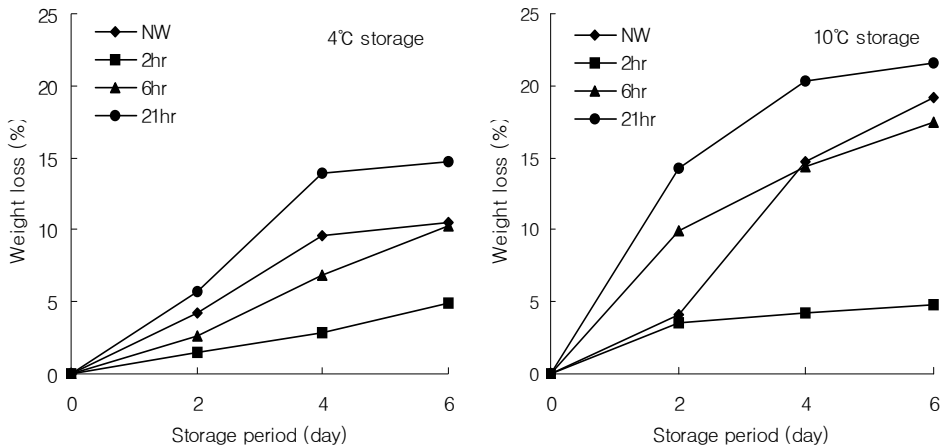 25
20
15
10
5
0
Weight loss (%)
NW
2hr
6hr
21hr
4℃ storage
0 2 4 6
Storage period (day)
25
20
15
10
5
0
Weight loss (%)
NW
2hr
6hr
21hr
10℃ storage
0 2 4 6
Storage period (day)